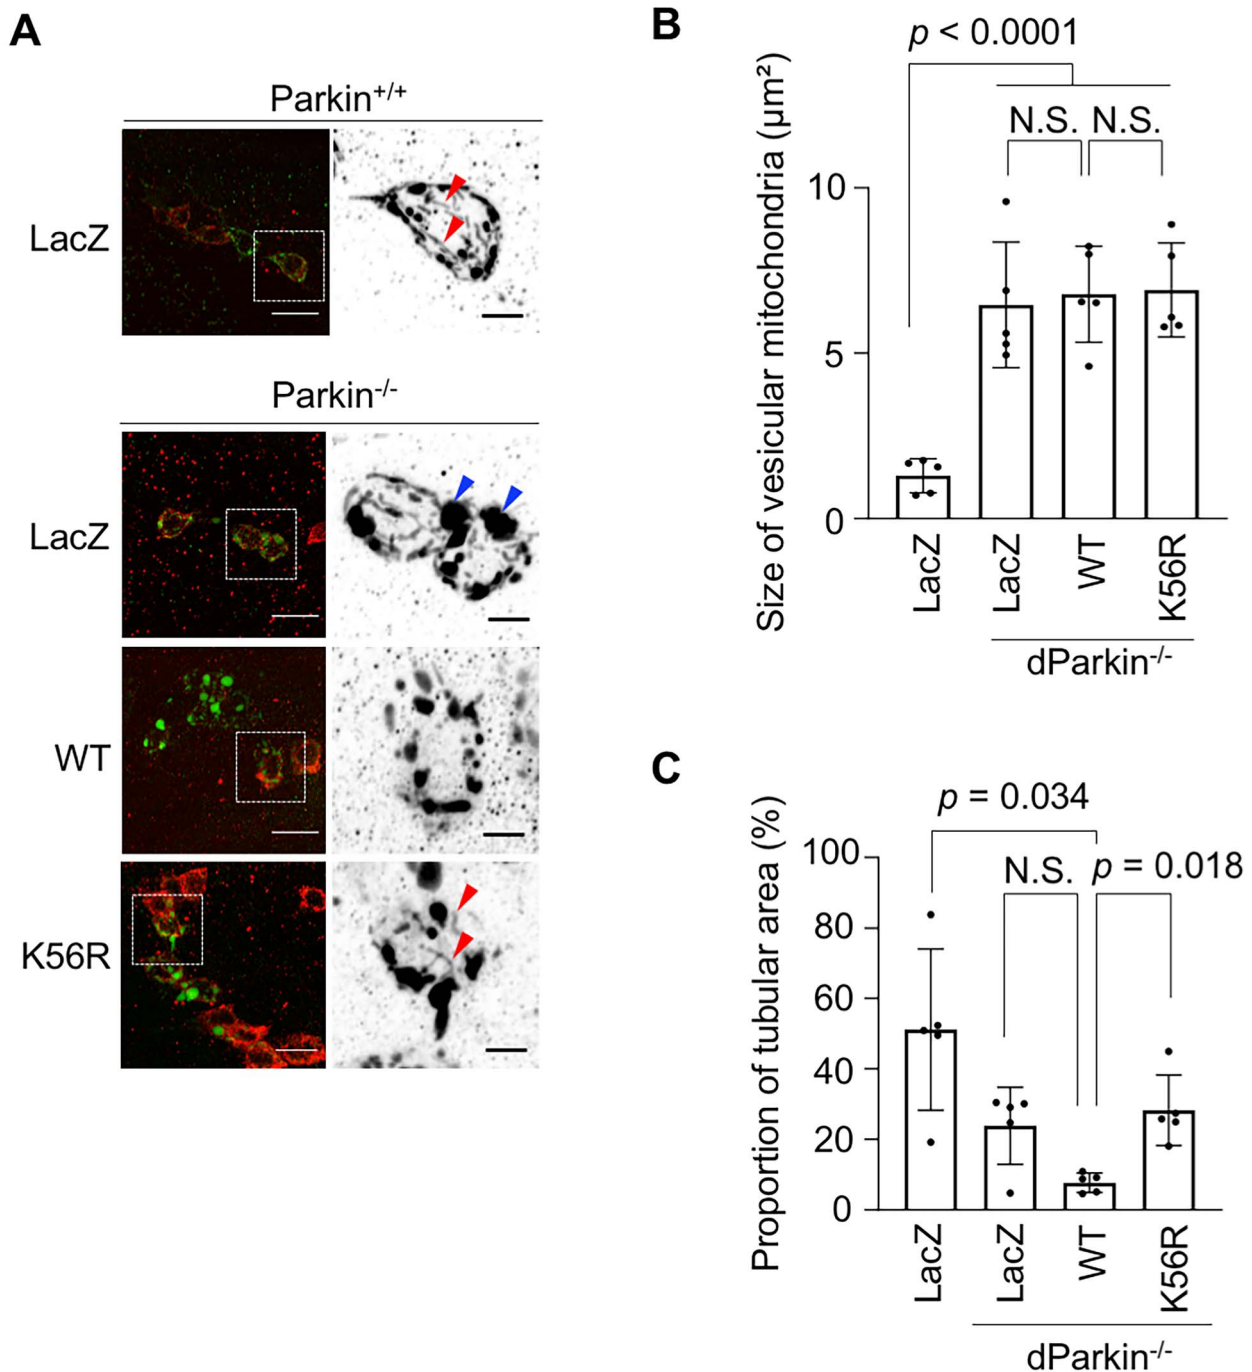 A
Parkin+/+
LacZ
Parkin-/-
LacZ
WT
K56R
B
p < 0.0001
N.S. N.S.
Size of vesicular mitochondria (µm²)
10
5
0
LacZ
LacZ
WT
K56R
dParkin-/-
C
p = 0.034
N.S. p = 0.018
Proportion of tubular area (%)
100
80
60
40
20
0
LacZ
LacZ
WT
K56R
dParkin-/-